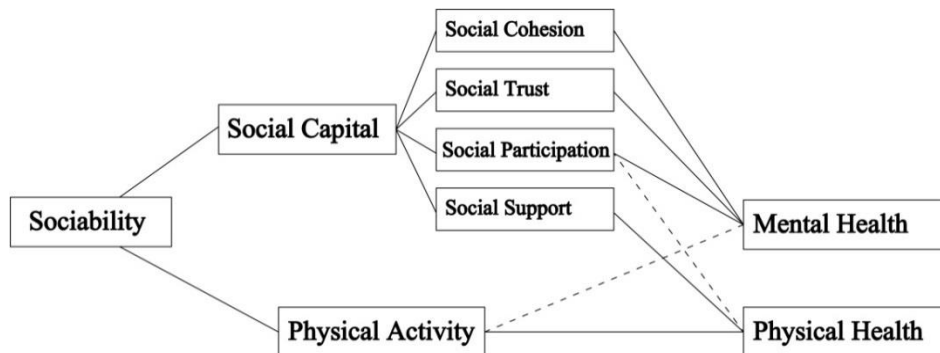 Social Cohesion
Social Trust
Social Capital
Social Participation
Sociability
Social Support
Mental Health
Physical Activity
Physical Health